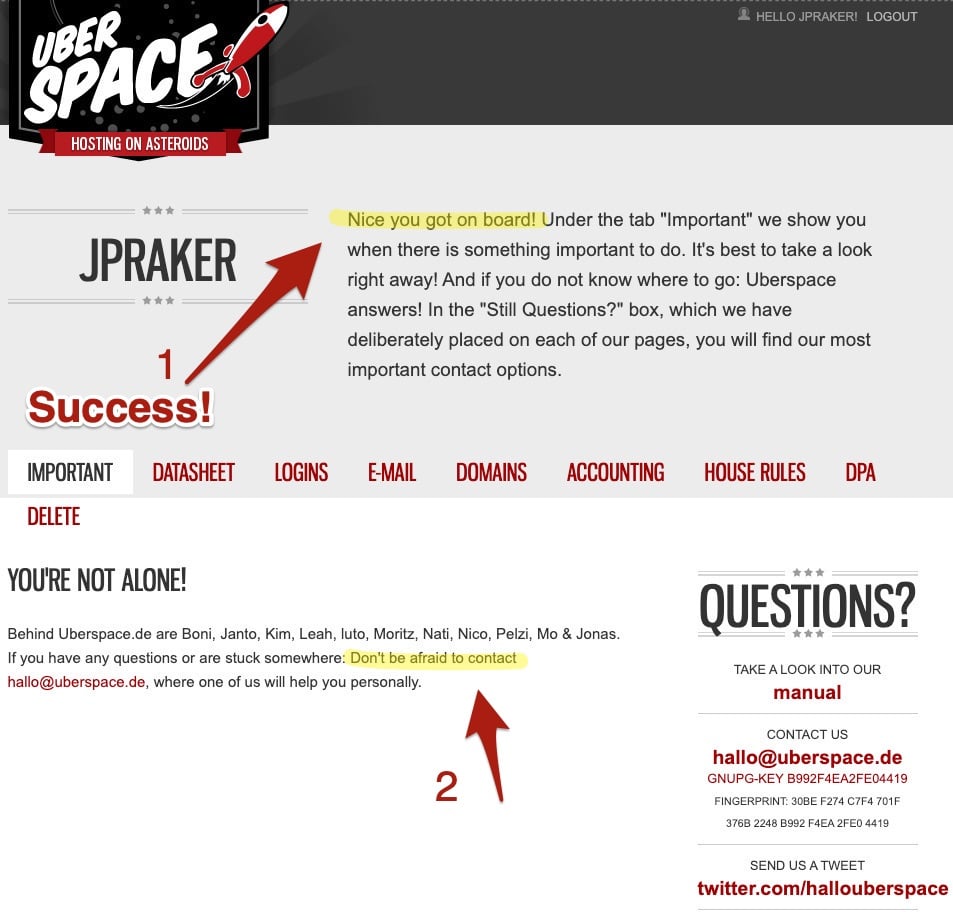 UBER
SPACE
HOSTING ON ASTEROIDS
HELLO JPRAKER! LOGOUT
JPRAKER
Nice you got on board! Under the tab "Important" we show you
when there is something important to do. It's best to take a look
right away! And if you do not know where to go: Uberspace
answers! In the "Still Questions?" box, which we have
deliberately placed on each of our pages, you will find our most
important contact options.
1
Success!
IMPORTANT DATASHEET LOGINS E-MAIL DOMAINS ACCOUNTING HOUSE RULES DPA
DELETE
YOU'RE NOT ALONE!
Behind Uberspace.de are Boni, Janto, Kim, Leah, luto, Moritz, Nati, Nico, Pelzi, Mo & Jonas.
If you have any questions or are stuck somewhere: Don't be afraid to contact
hallo@uberspace.de, where one of us will help you personally.
2
QUESTIONS?
TAKE A LOOK INTO OUR
manual
CONTACT US
hallo@uberspace.de
GNUPG-KEY B992F4EA2FE04419
FINGERPRINT: 30BE F274 C7F4 701F
376B 2248 B992 F4EA 2FE0 4419
SEND US A TWEET
twitter.com/hallouberspace